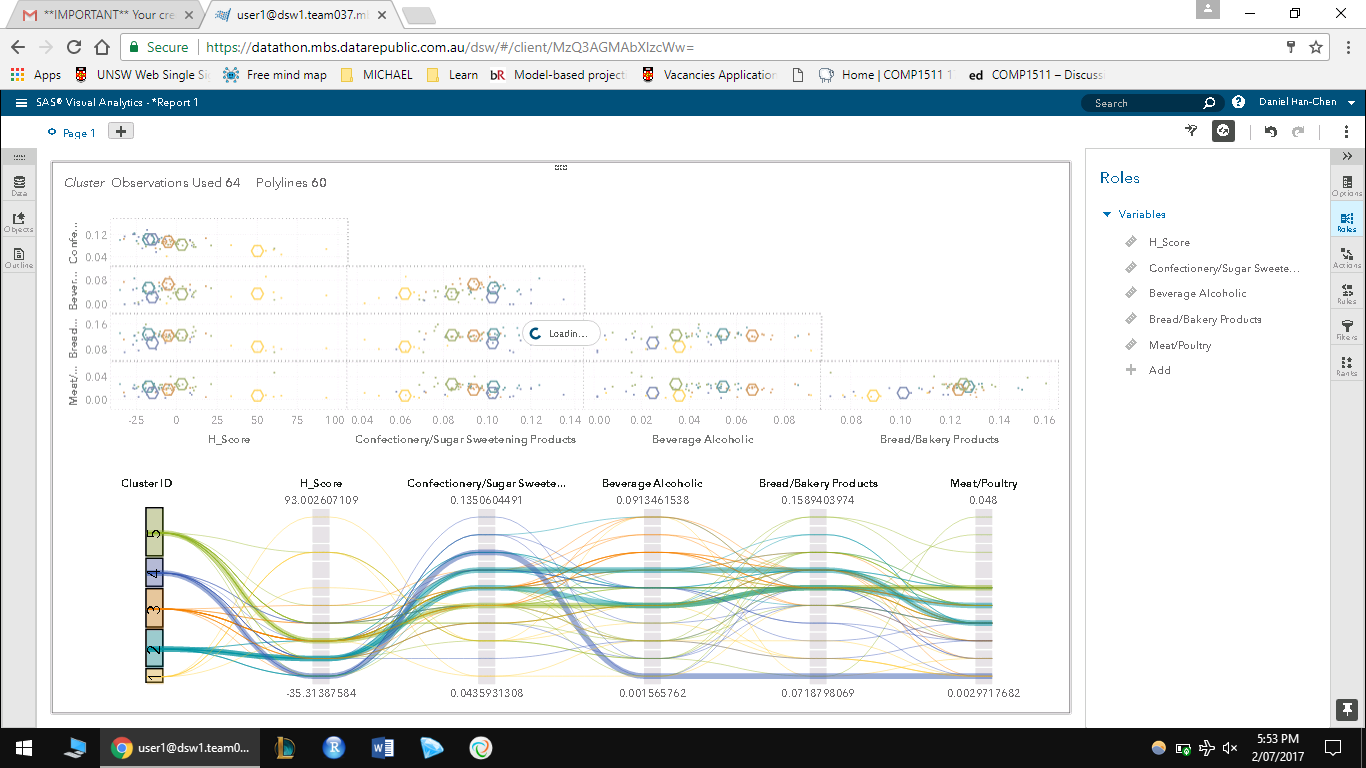 **IMPORTANT** Your cre
user1@dsw1.team037.m
Secure https://datathon.mbs.datarepublic.com.au/dsw/#/client/MzQ3AGMAbXIzcWw=
Apps UNSW Web Single Si Free mind map MICHAEL Learn bR Model-based project Vacancies Application Home | COMP1511 1 ed COMP1511 – Discuss
SAS® Visual Analytics - *Report 1 Search Daniel Han-Chen
Page 1
Data
Objects
Outline
Cluster Observations Used 64 Polylines 60
Confe...
0.12
0.04
Bever...
0.08
0.00
Bread...
0.16
0.08
Loadin...
Meat/...
0.04
0.00
-25 0 25 50 75 100 0.04 0.06 0.08 0.10 0.12 0.14 0.00 0.02 0.04 0.06 0.08 0.08 0.10 0.12 0.14 0.16
H_Score Confectionery/Sugar Sweetening Products Beverage Alcoholic Bread/Bakery Products
Cluster ID H_Score Confectionery/Sugar Sweete... Beverage Alcoholic Bread/Bakery Products Meat/Poultry
93.002607109 0.1350604491 0.0913461538 0.1589403974 0.048
5
4
3
2
1
-35.31387584 0.0435931308 0.001565762 0.0718798069 0.0029717682
Roles
Variables
H_Score
Confectionery/Sugar Sweete...
Beverage Alcoholic
Bread/Bakery Products
Meat/Poultry
Add
Options
Roles
Actions
Rules
Filters
Ranks
user1@dsw1.team0...
5:53 PM
2/07/2017